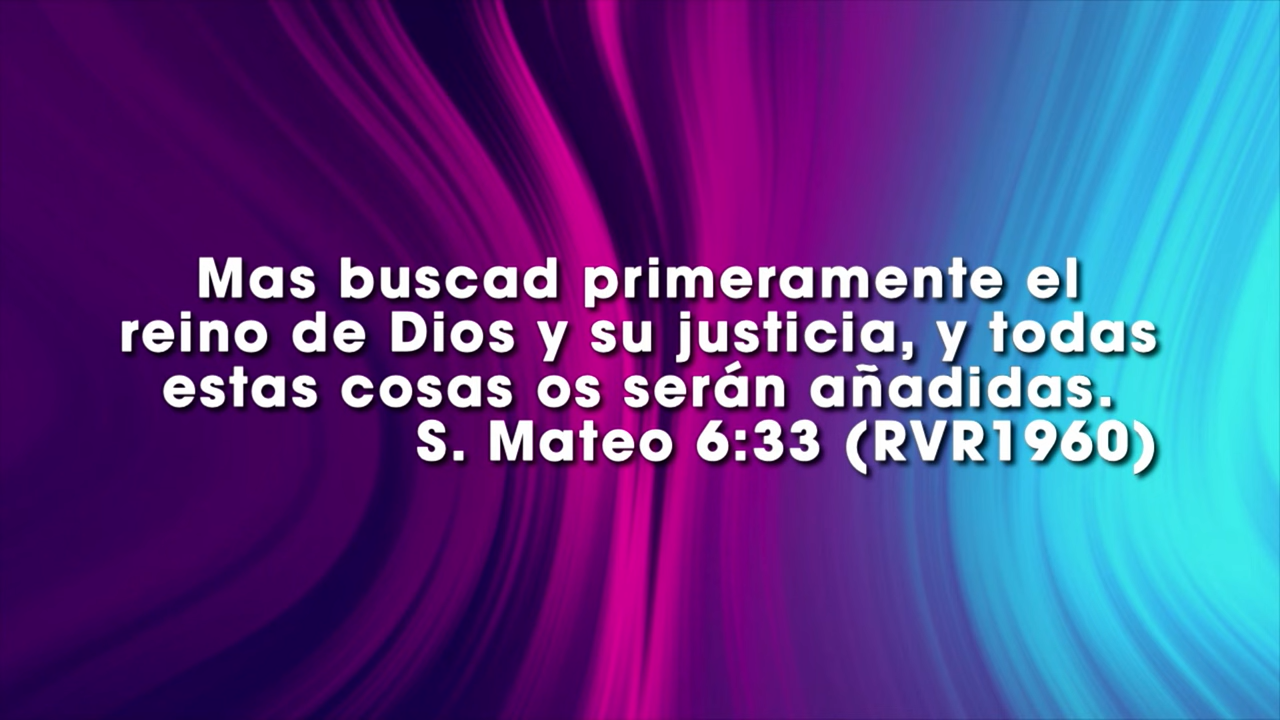 Mas buscad primeramente el
reino de Dios y su justicia, y todas
estas cosas os serán añadidas.
S. Mateo 6:33 (RVR1960)